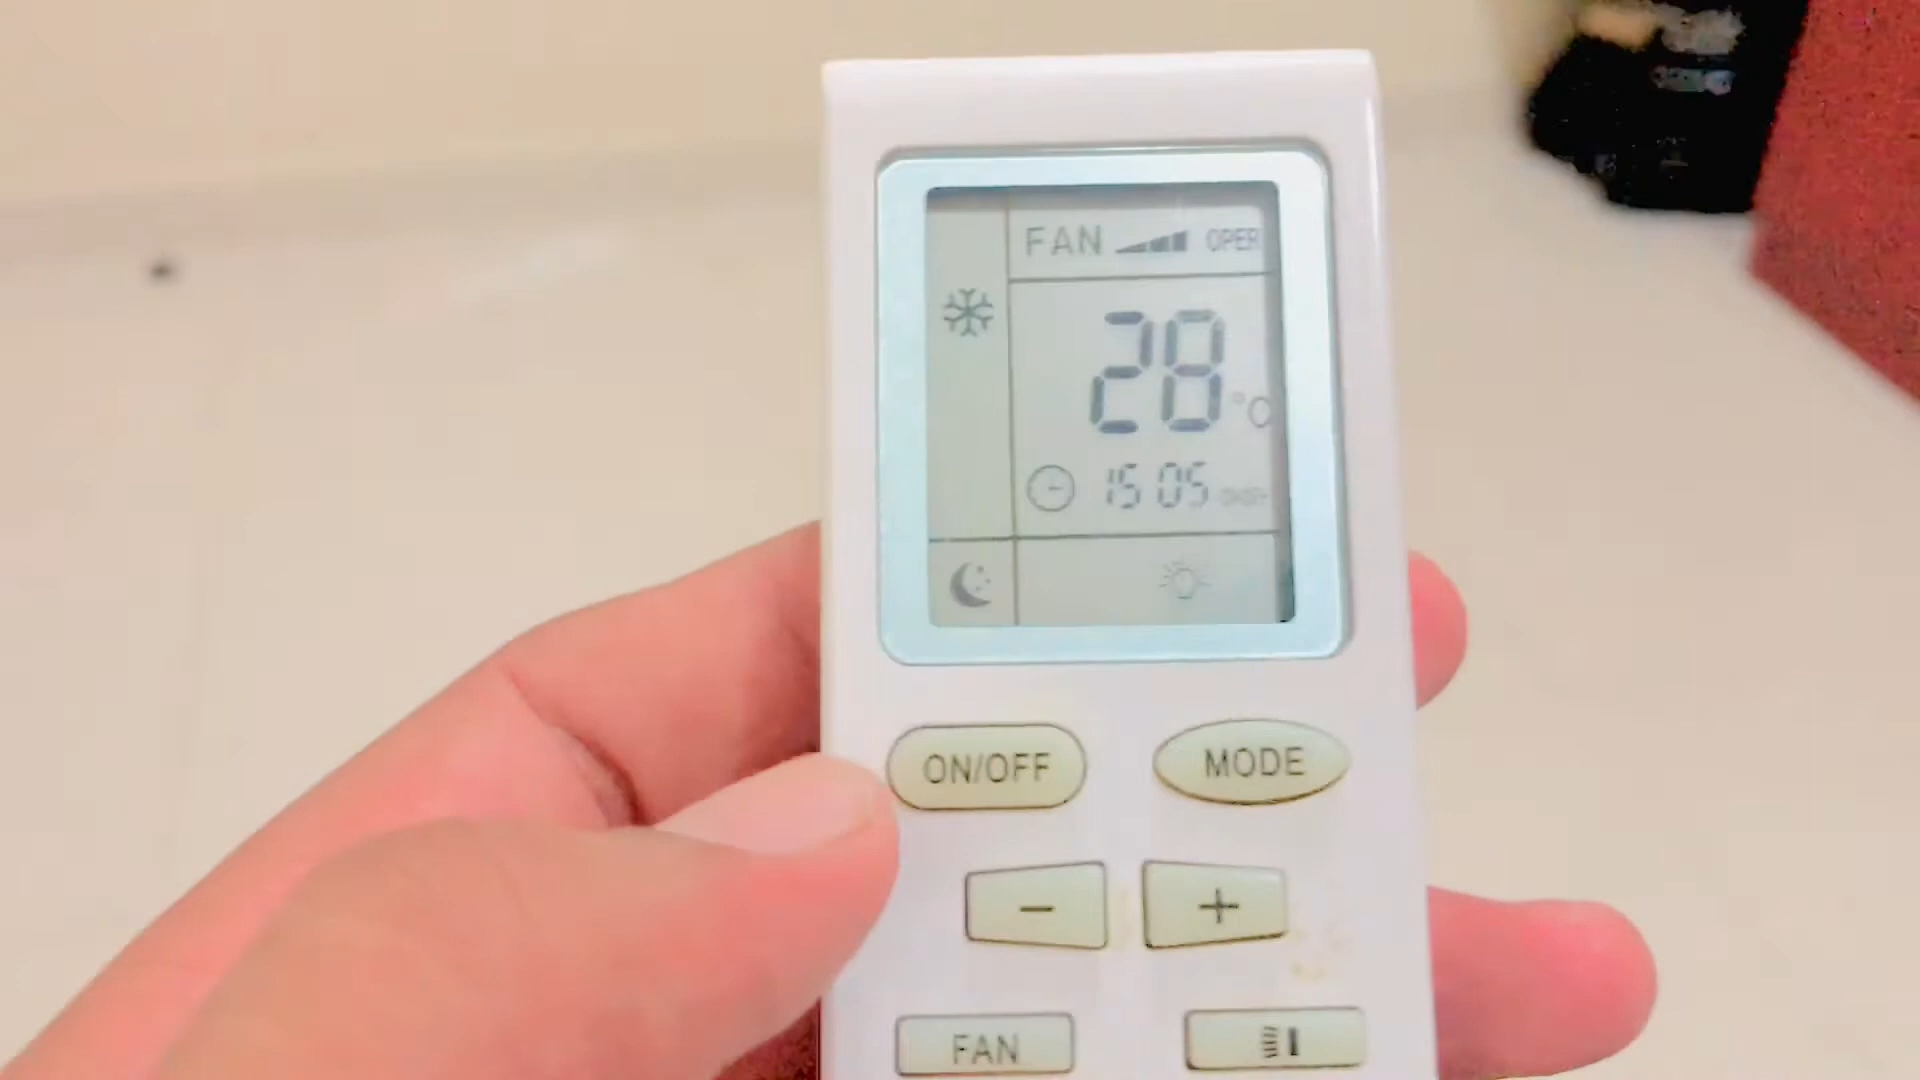 FAN OPER
28 °C
15 05
ON/OFF MODE
- +
FAN